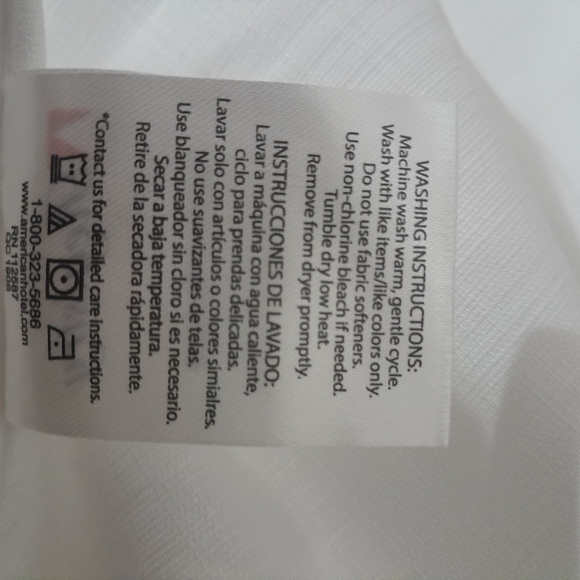 WASHING INSTRUCTIONS:
Machine wash warm, gentle cycle.
Wash with like items/like colors only.
Do not use fabric softeners.
Use non-chlorine bleach if needed.
Tumble dry low heat.
Remove from dryer promptly.
INSTRUCCIONES DE LAVADO:
Lavar a máquina con agua caliente,
ciclo para prendas delicadas.
Lavar solo con artículos o colores simialres.
No use suavizantes de telas.
Use blanqueador sin cloro si es necesario.
Secar a baja temperatura.
Retire de la secadora rápidamente.
*Contact us for detailed care instructions.
1-800-323-5686
www.americanhotel.com
RN 112587